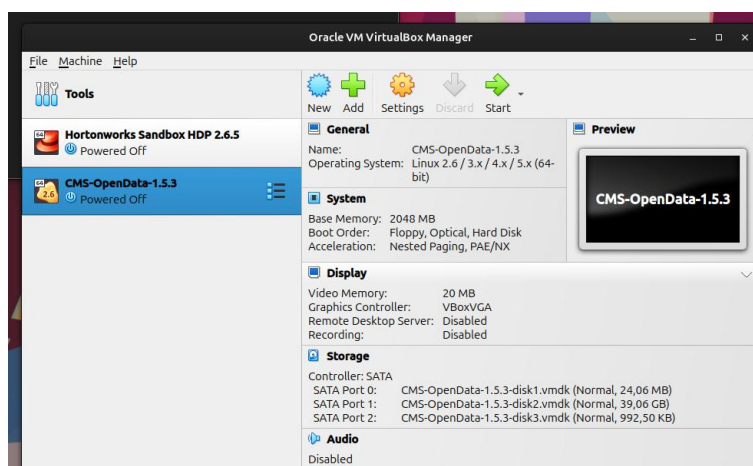 Oracle VM VirtualBox Manager
File Machine Help
Tools
New Add Settings Discard Start
64
Hortonworks Sandbox HDP 2.6.5
Powered Off
64
2.6
CMS-OpenData-1.5.3
Powered Off
General
Name: CMS-OpenData-1.5.3
Operating System: Linux 2.6 / 3.x / 4.x / 5.x (64-
bit)
Preview
CMS-OpenData-1.5.3
System
Base Memory: 2048 MB
Boot Order: Floppy, Optical, Hard Disk
Acceleration: Nested Paging, PAE/NX
Display
Video Memory: 20 MB
Graphics Controller: VBoxVGA
Remote Desktop Server: Disabled
Recording: Disabled
Storage
Controller: SATA
SATA Port 0: CMS-OpenData-1.5.3-disk1.vmdk (Normal, 24,06 MB)
SATA Port 1: CMS-OpenData-1.5.3-disk2.vmdk (Normal, 39,06 GB)
SATA Port 2: CMS-OpenData-1.5.3-disk3.vmdk (Normal, 992,50 KB)
Audio
Disabled